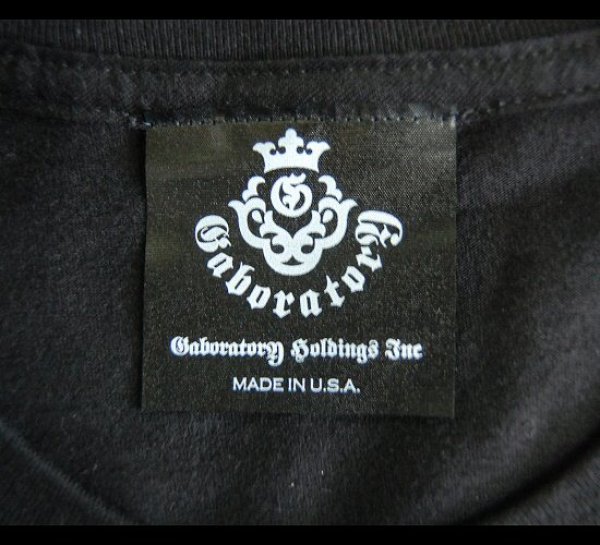 G
Gaboratory
Gaboratory Holdings Inc
MADE IN U.S.A.